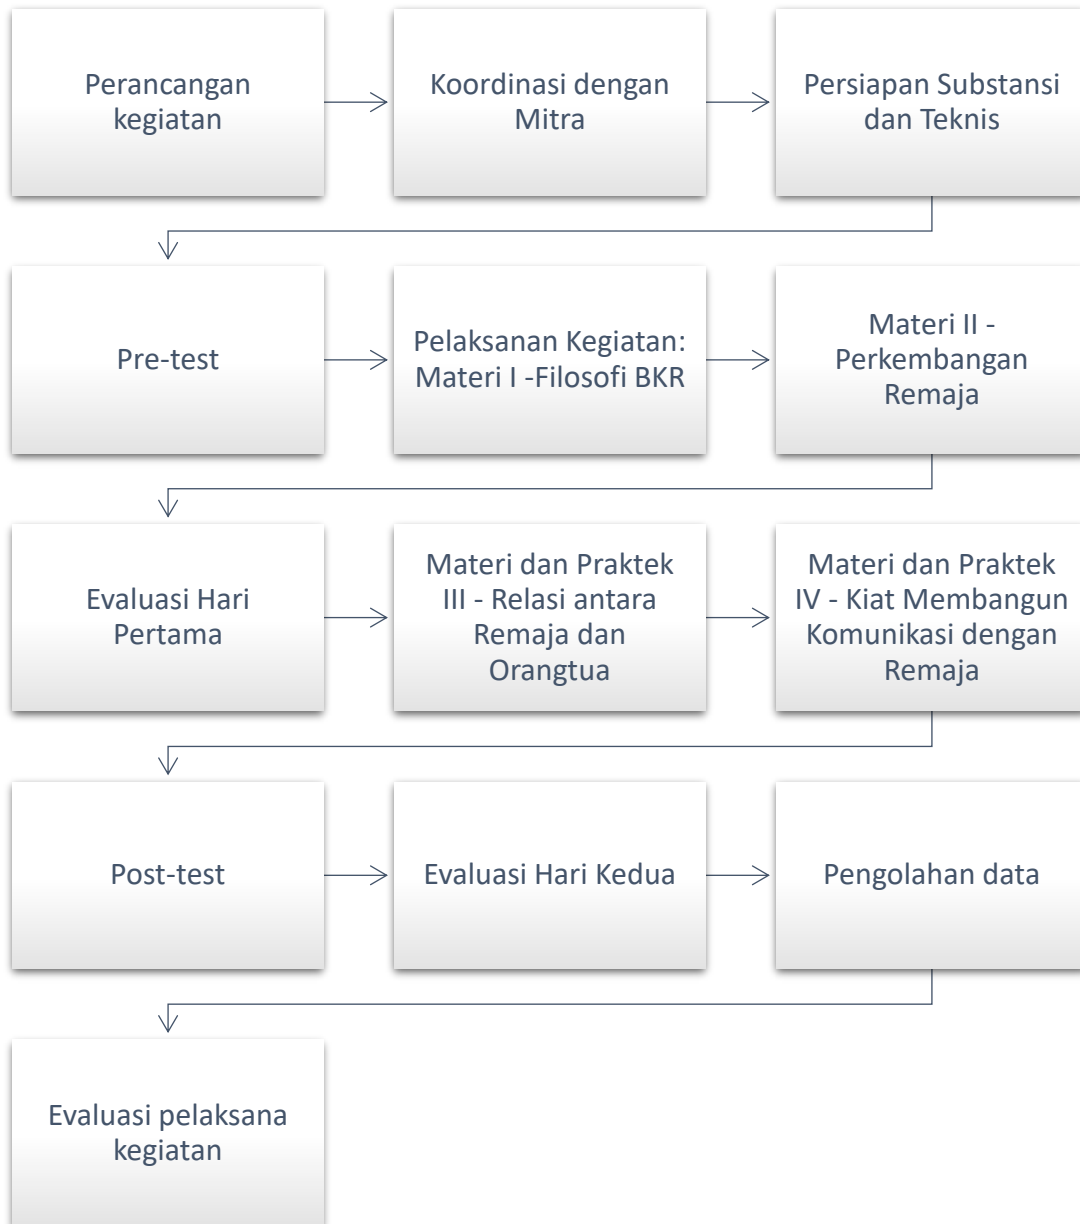 Perancangan
kegiatan
Koordinasi dengan
Mitra
Persiapan Substansi
dan Teknis
Pre-test
Pelaksanan Kegiatan:
Materi I -Filosofi BKR
Materi II -
Perkembangan
Remaja
Evaluasi Hari
Pertama
Materi dan Praktek
III - Relasi antara
Remaja dan
Orangtua
Materi dan Praktek
IV - Kiat Membangun
Komunikasi dengan
Remaja
Post-test
Evaluasi Hari Kedua
Pengolahan data
Evaluasi pelaksana
kegiatan